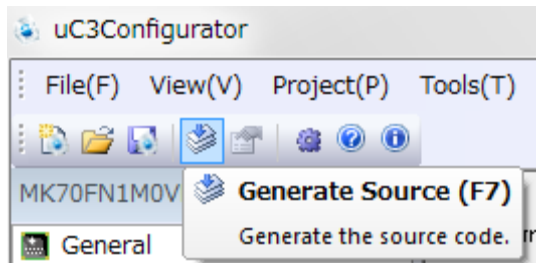 uC3Configurator
File(F) View(V) Project(P) Tools(T)
MK70FN1M0V
Generate Source (F7)
General
Generate the source code.